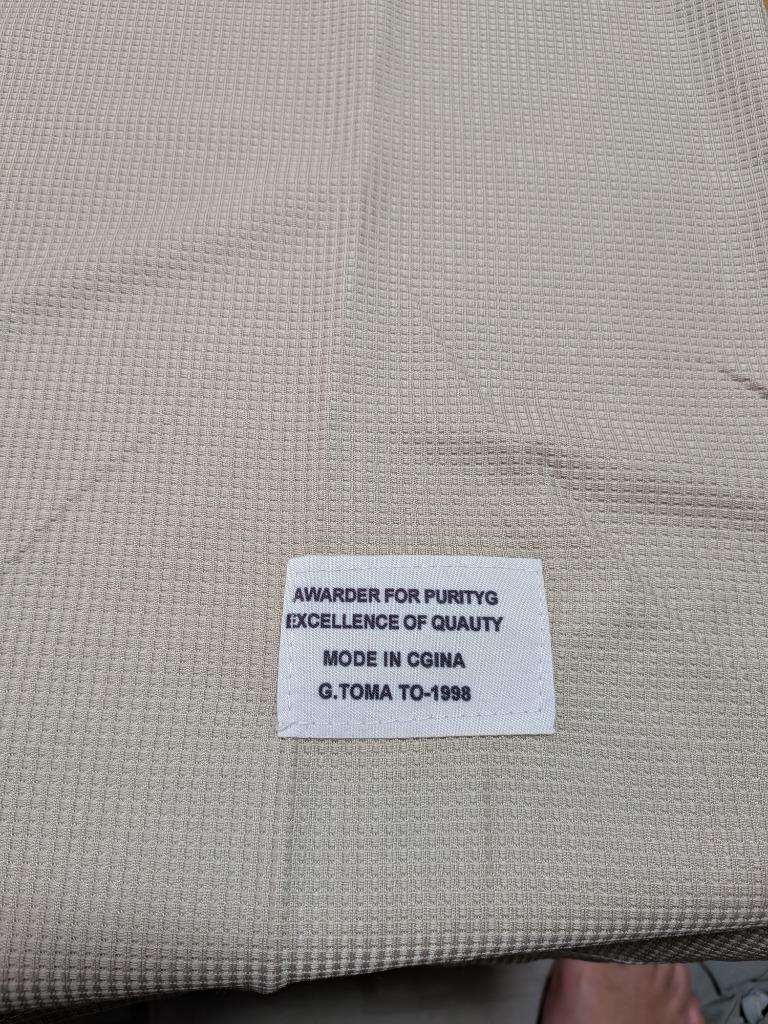 AWARDER FOR PURITYG
EXCELLENCE OF QUAUTY
MODE IN CGINA
G.TOMA TO-1998